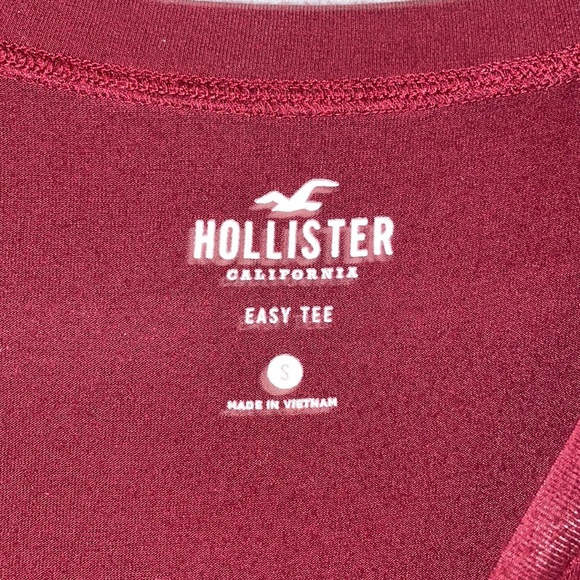 HOLLISTER
CALIFORNIA
EASY TEE
S
MADE IN VIETNAM